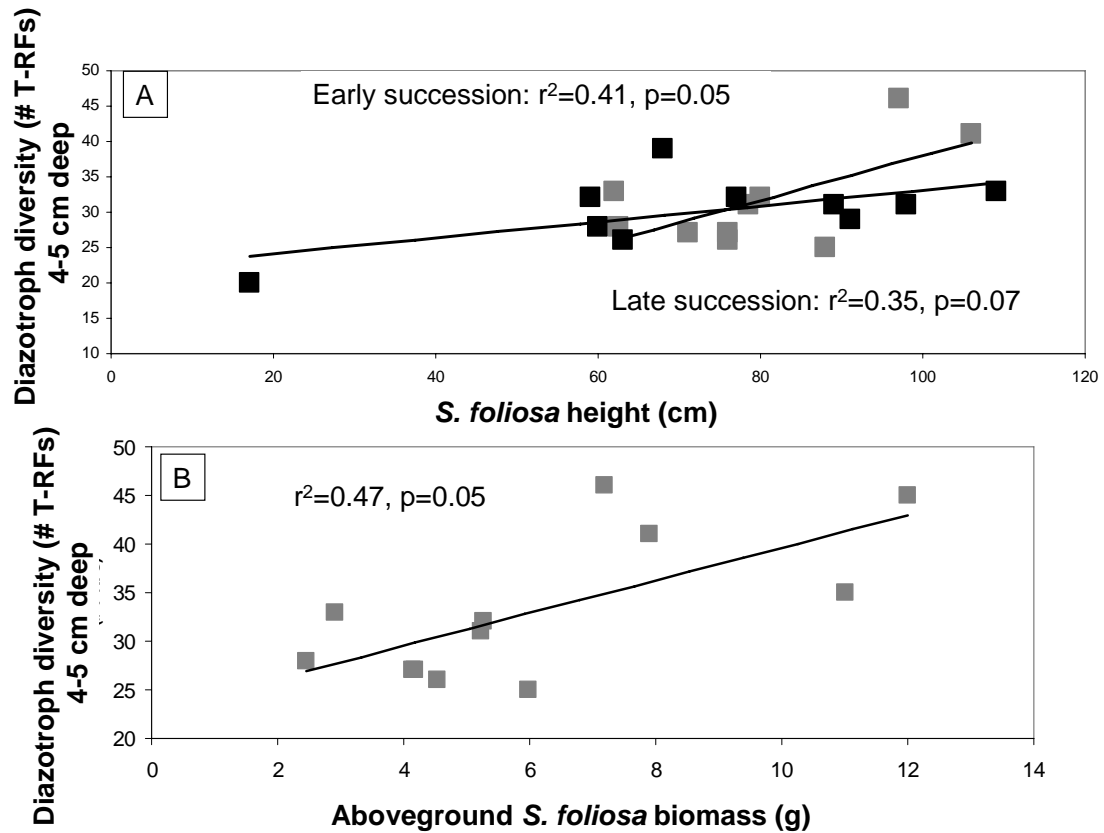 Diazotroph diversity (# T-RFs)
4-5 cm deep
A
Early succession: r²=0.41, p=0.05
Late succession: r²=0.35, p=0.07
50
45
40
35
30
25
20
15
10
0
20
40
60
80
100
120
S. foliosa height (cm)
Diazotroph diversity (# T-RFs)
4-5 cm deep
B
r²=0.47, p=0.05
50
45
40
35
30
25
20
0
2
4
6
8
10
12
14
Aboveground S. foliosa biomass (g)